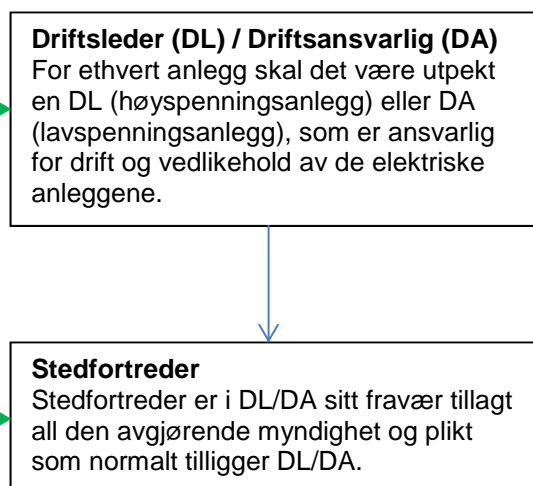 Driftsleder (DL) / Driftsansvarlig (DA)
For ethvert anlegg skal det være utpekt
en DL (høyspenningsanlegg) eller DA
(lavspenningsanlegg), som er ansvarlig
for drift og vedlikehold av de elektriske
anleggene.
Stedfortreder
Stedfortreder er i DL/DA sitt fravær tillagt
all den avgjørende myndighet og plikt
som normalt tilligger DL/DA.